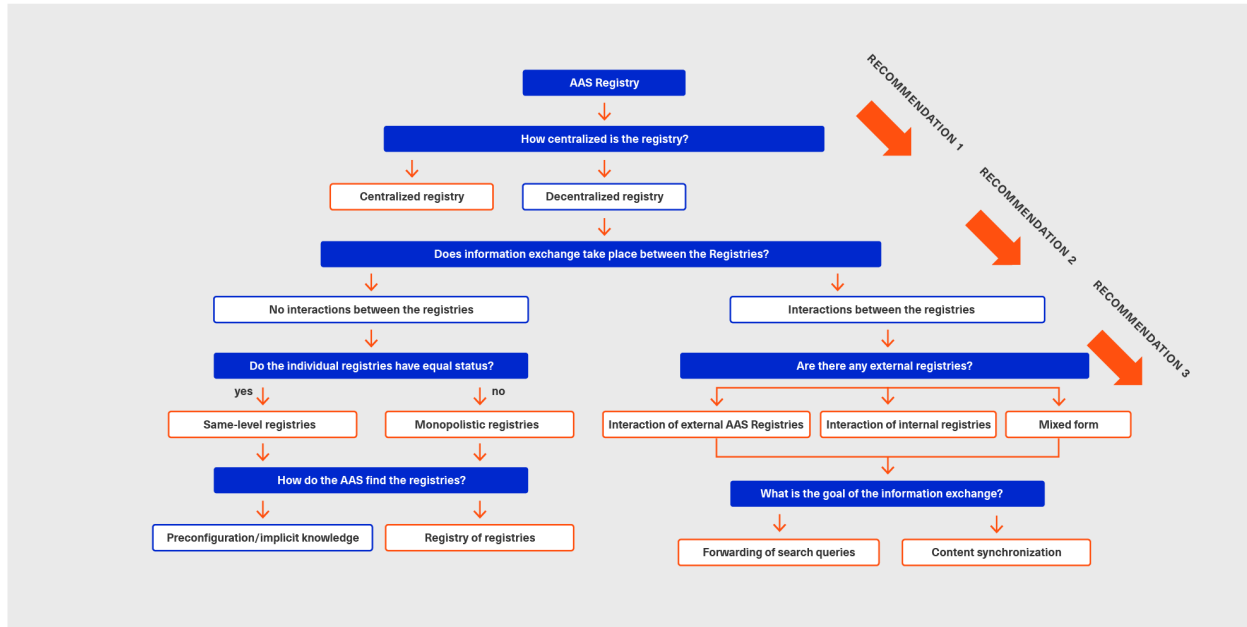 AAS Registry
RECOMMENDATION 1
How centralized is the registry?
Centralized registry
Decentralized registry
RECOMMENDATION 2
Does information exchange take place between the Registries?
No interactions between the registries
Interactions between the registries
RECOMMENDATION 3
Do the individual registries have equal status?
Are there any external registries?
yes
no
Same-level registries
Monopolistic registries
Interaction of external AAS Registries
Interaction of internal registries
Mixed form
How do the AAS find the registries?
What is the goal of the information exchange?
Preconfiguration/implicit knowledge
Registry of registries
Forwarding of search queries
Content synchronization